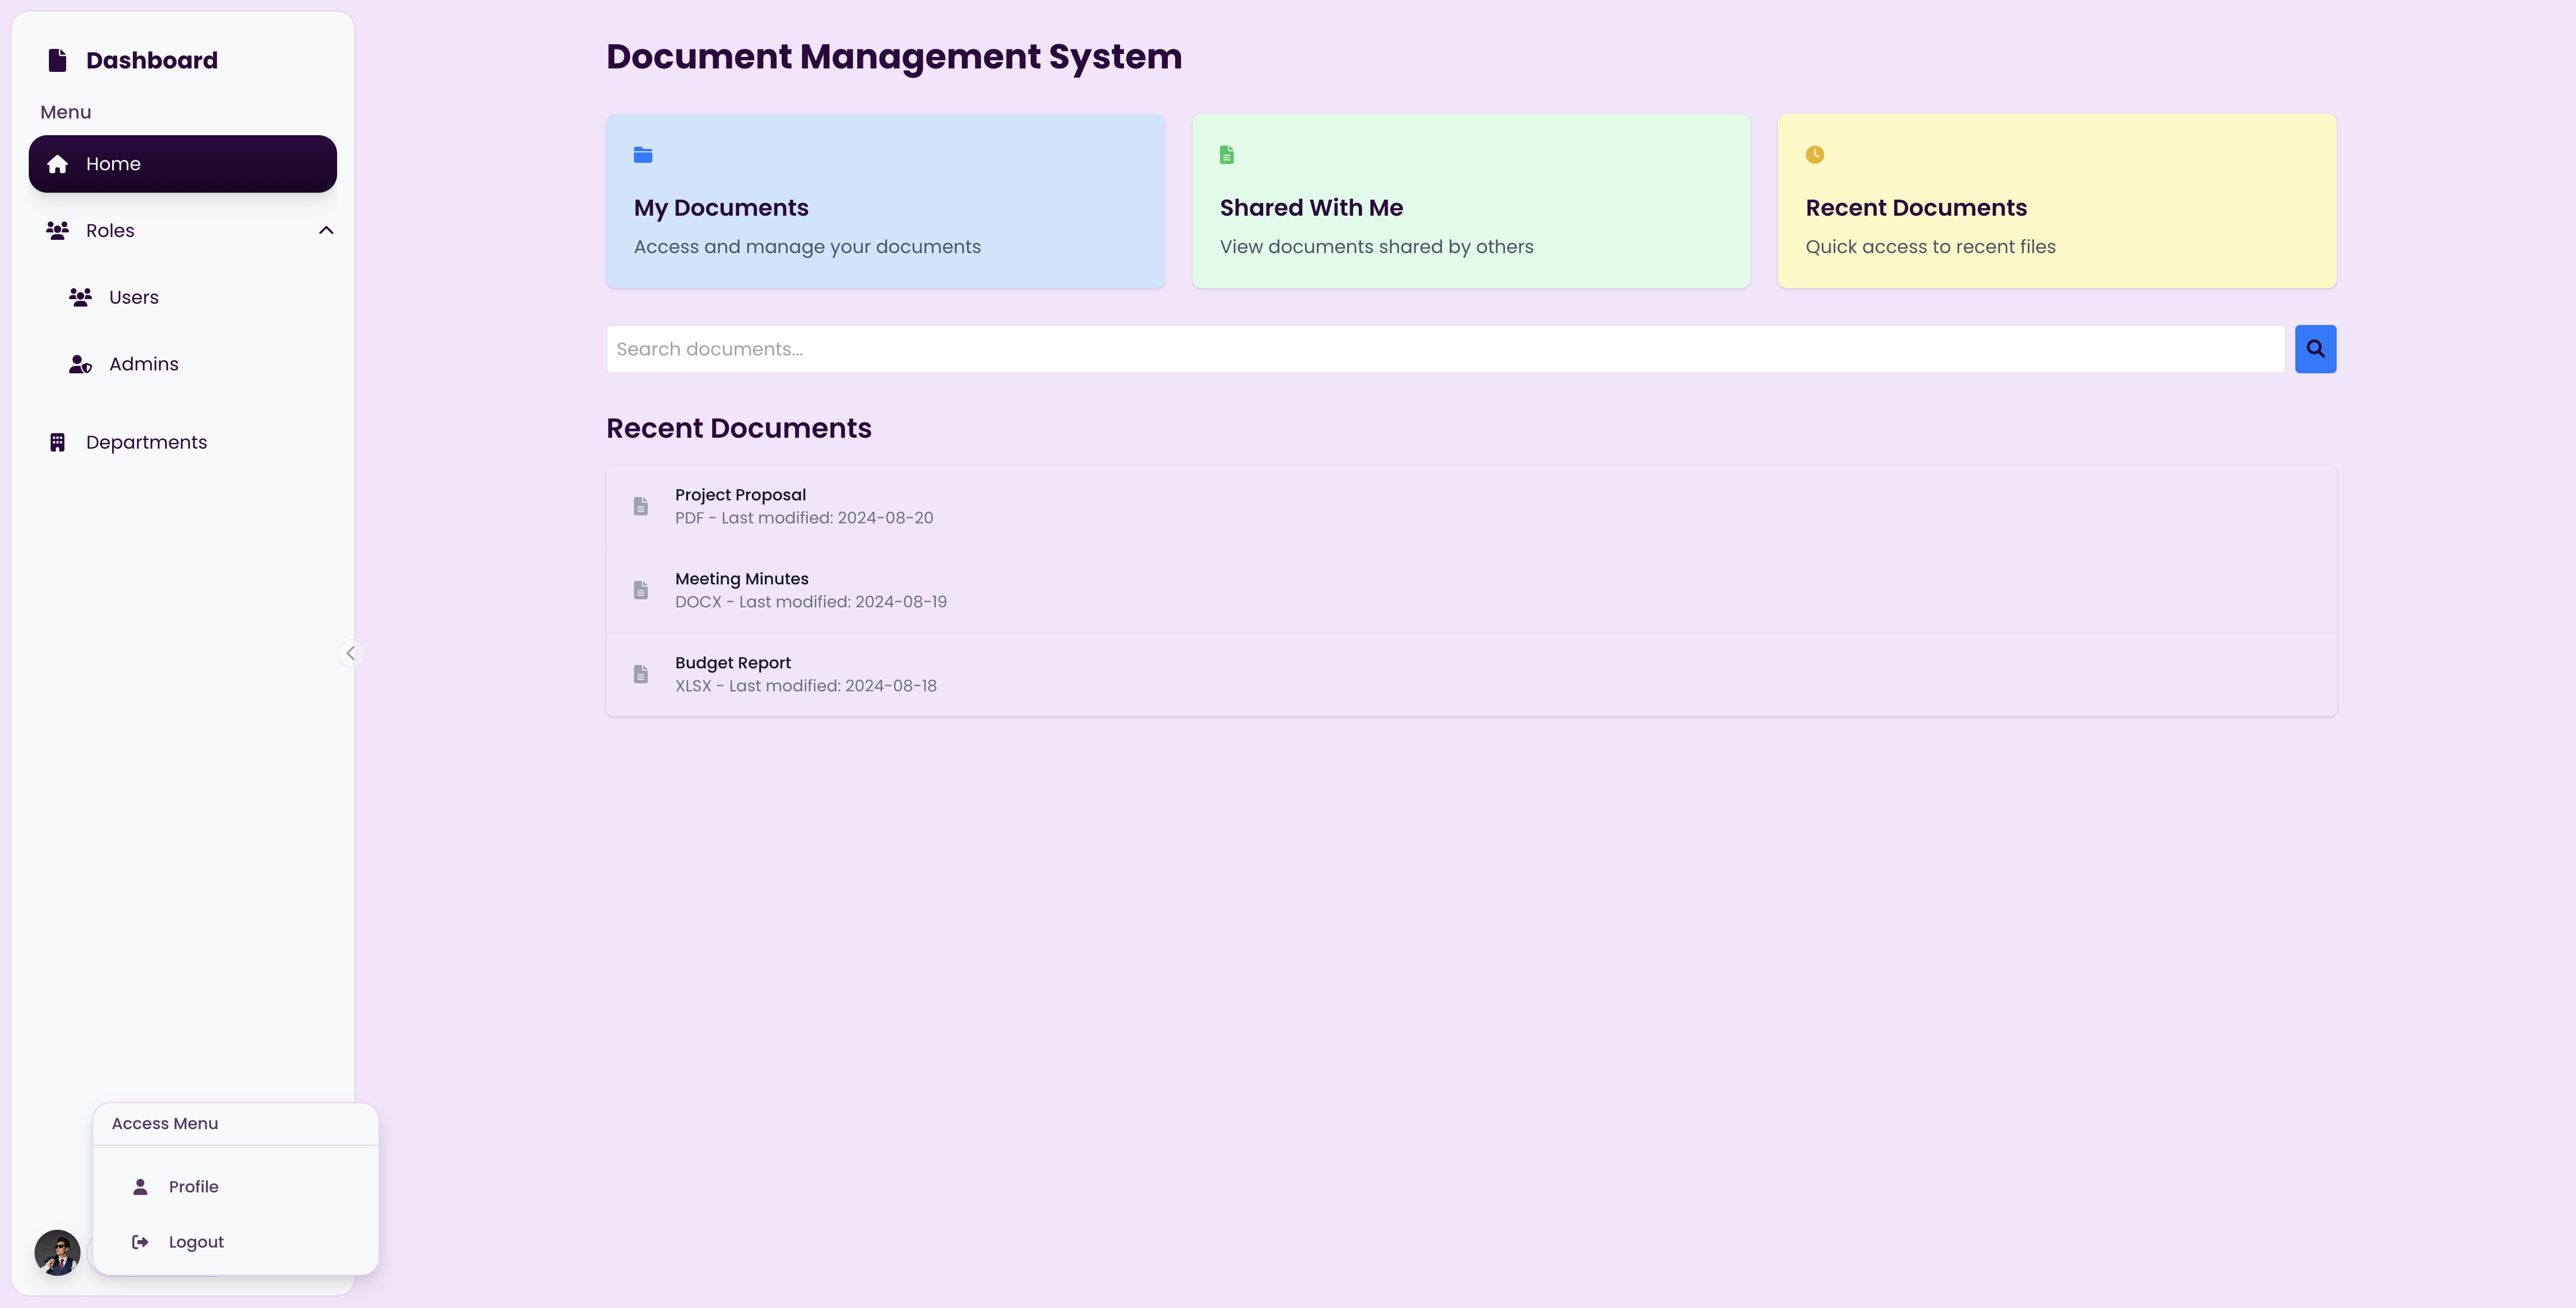 Dashboard
Menu
Home
Roles
Users
Admins
Departments
Access Menu
Profile
Logout
Document Management System
My Documents
Access and manage your documents
Shared With Me
View documents shared by others
Recent Documents
Quick access to recent files
Search documents...
Recent Documents
Project Proposal
PDF - Last modified: 2024-08-20
Meeting Minutes
DOCX - Last modified: 2024-08-19
Budget Report
XLSX - Last modified: 2024-08-18